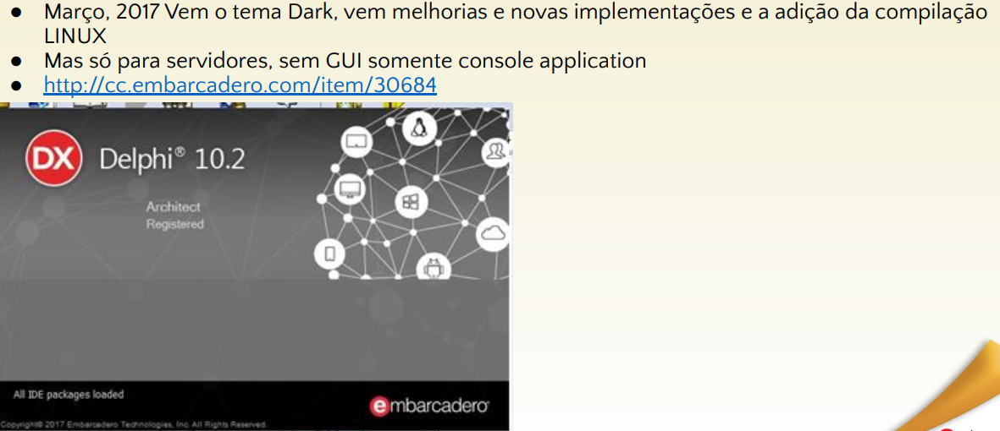 ● Março, 2017 Vem o tema Dark, vem melhorias e novas implementações e a adição da compilação
LINUX
● Mas só para servidores, sem GUI somente console application
● http://cc.embarcadero.com/item/30684
DX Delphi® 10.2
Architect
Registered
All IDE packages loaded
embarcadero®
Copyright© 2017 Embarcadero Technologies, Inc. All Rights Reserved.